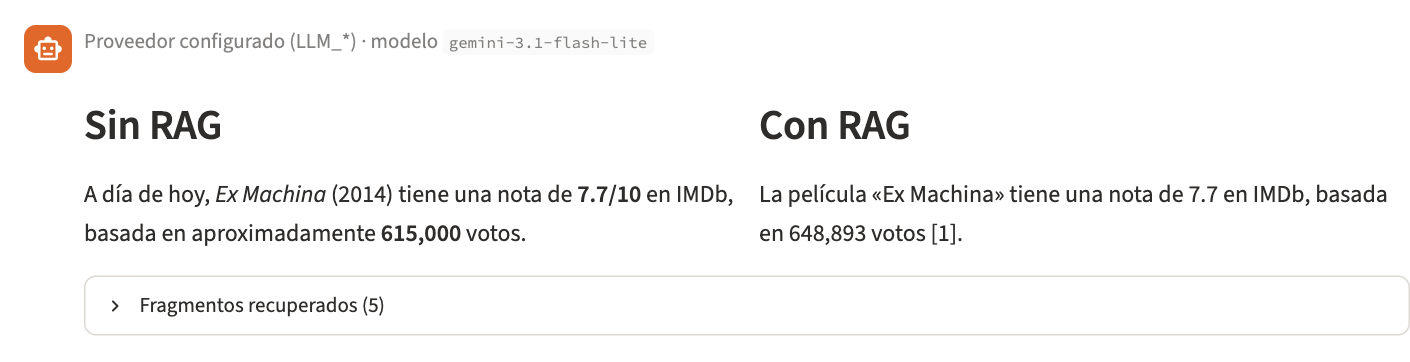 Proveedor configurado (LLM_*) · modelo gemini-3.1-flash-lite
Sin RAG
A día de hoy, Ex Machina (2014) tiene una nota de 7.7/10 en IMDb,
basada en aproximadamente 615,000 votos.
Con RAG
La película «Ex Machina» tiene una nota de 7.7 en IMDb, basada
en 648,893 votos [1].
Fragmentos recuperados (5)